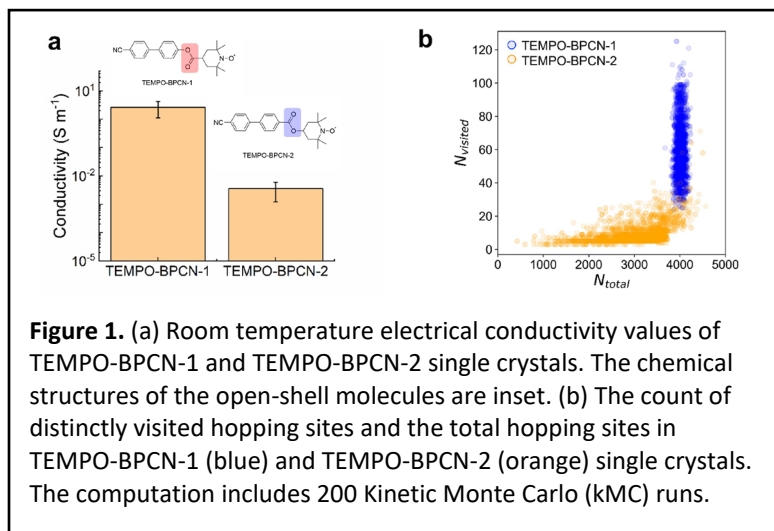 a
NC
O
O
N-O•
TEMPO-BPCN-1
NC
O
O
N-O•
TEMPO-BPCN-2
Conductivity (S m⁻¹)
10¹
10⁻²
10⁻⁵
TEMPO-BPCN-1 TEMPO-BPCN-2
b
TEMPO-BPCN-1
TEMPO-BPCN-2
N_visited
120
100
80
60
40
20
0
0 1000 2000 3000 4000 5000
N_total
Figure 1. (a) Room temperature electrical conductivity values of
TEMPO-BPCN-1 and TEMPO-BPCN-2 single crystals. The chemical
structures of the open-shell molecules are inset. (b) The count of
distinctly visited hopping sites and the total hopping sites in
TEMPO-BPCN-1 (blue) and TEMPO-BPCN-2 (orange) single crystals.
The computation includes 200 Kinetic Monte Carlo (kMC) runs.